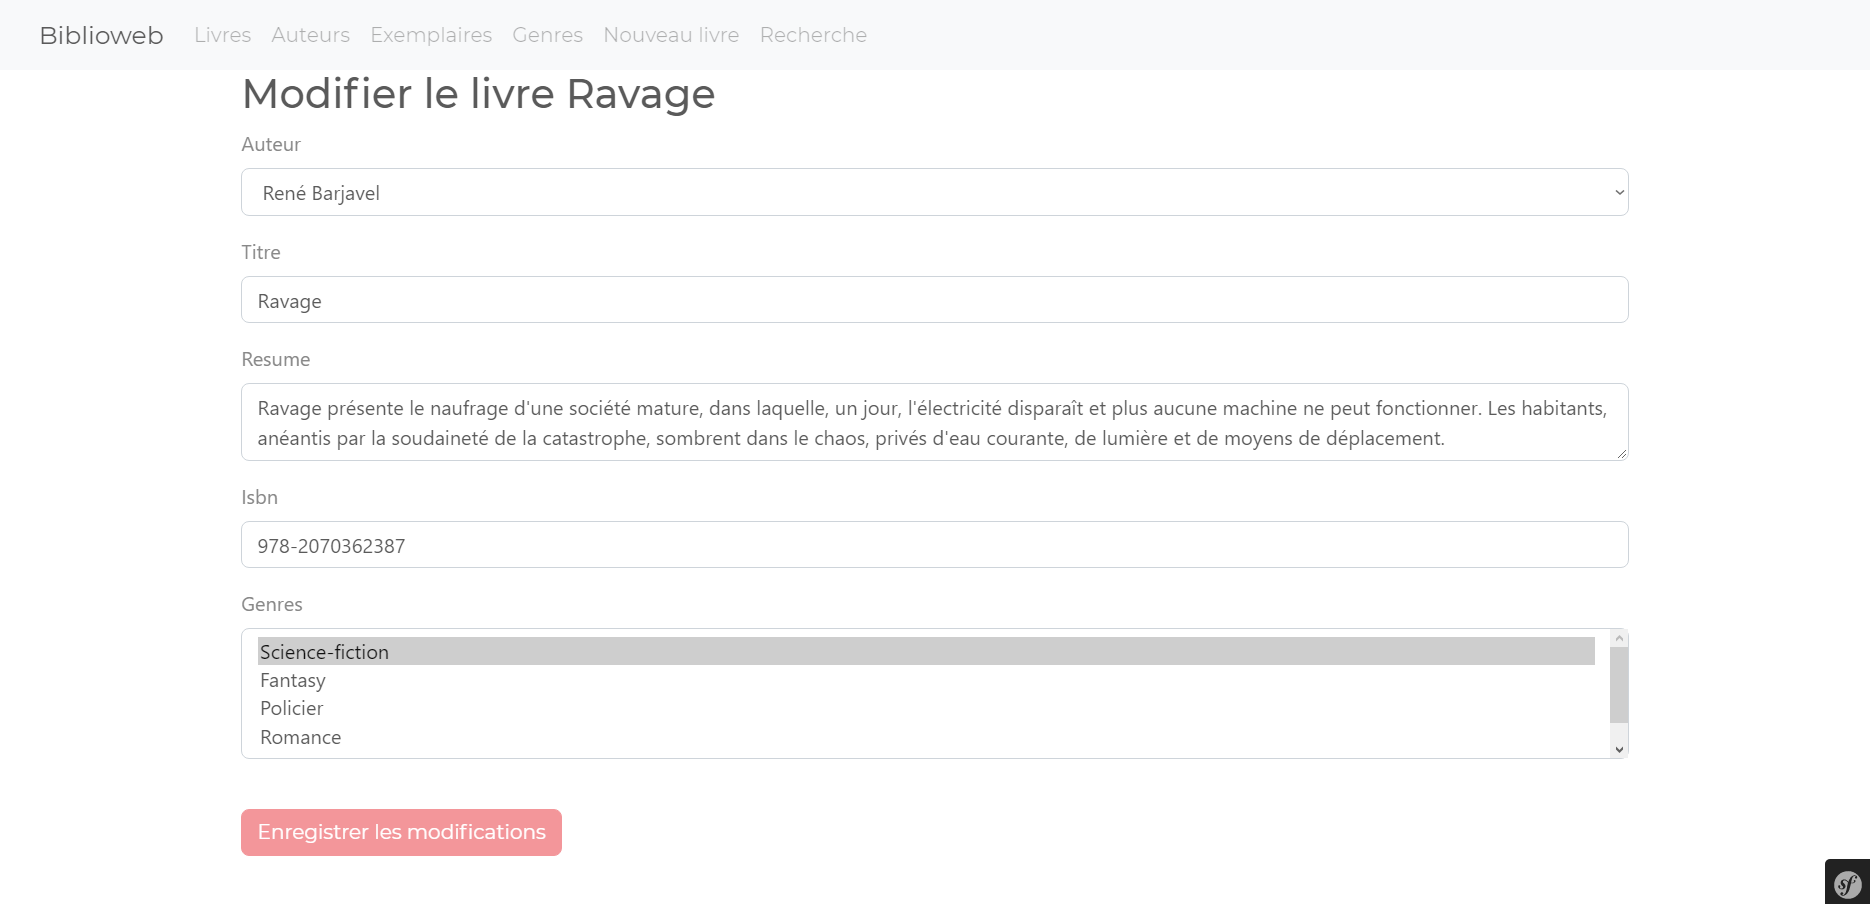 Biblioweb Livres Auteurs Exemplaires Genres Nouveau livre Recherche
Modifier le livre Ravage
Auteur
René Barjavel
Titre
Ravage
Resume
Ravage présente le naufrage d'une société mature, dans laquelle, un jour, l'électricité disparaît et plus aucune machine ne peut fonctionner. Les habitants,
anéantis par la soudaineté de la catastrophe, sombrent dans le chaos, privés d'eau courante, de lumière et de moyens de déplacement.
Isbn
978-2070362387
Genres
Science-fiction
Fantasy
Policier
Romance
Enregistrer les modifications
sf